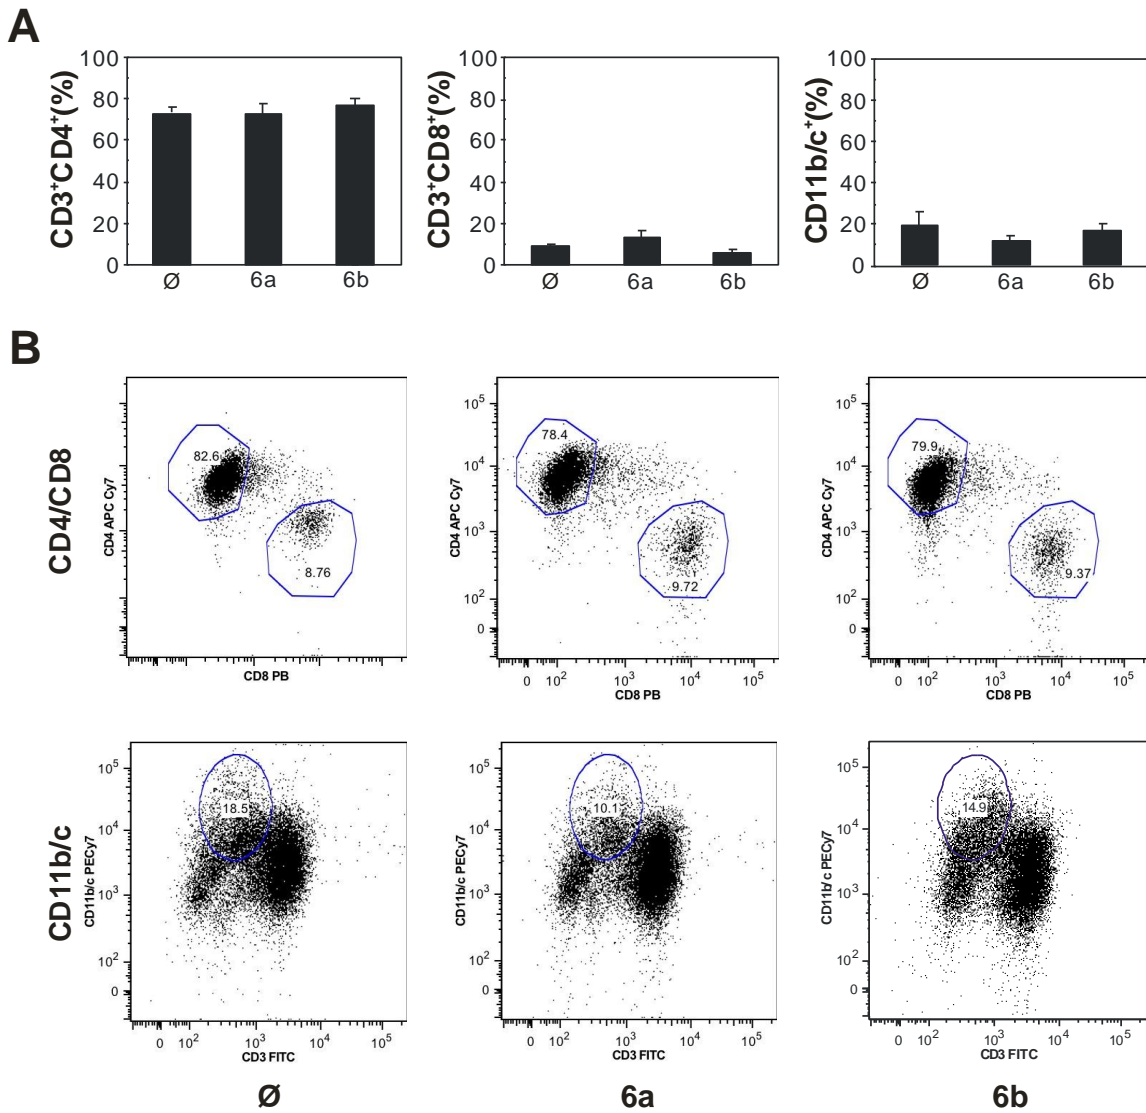 A
CD3⁺CD4⁺(%)
100
80
60
40
20
0
Ø 6a 6b
CD3⁺CD8⁺(%)
100
80
60
40
20
0
Ø 6a 6b
CD11b/c⁺(%)
100
80
60
40
20
0
Ø 6a 6b
B
CD4/CD8
CD4 APC Cy7
82.6
8.76
CD8 PB
CD4 APC Cy7
10⁵
10⁴
10³
10²
0
78.4
9.72
0 10² 10³ 10⁴ 10⁵
CD8 PB
CD4 APC Cy7
10⁵
10⁴
10³
10²
0
79.9
9.37
0 10² 10³ 10⁴ 10⁵
CD8 PB
CD11b/c
CD11b/c PECy7
10⁵
10⁴
10³
10²
0
18.5
0 10² 10³ 10⁴ 10⁵
CD3 FITC
CD11b/c PECy7
10⁵
10⁴
10³
10²
0
10.1
0 10² 10³ 10⁴ 10⁵
CD3 FITC
CD11b/c PECy7
10⁵
10⁴
10³
10²
0
14.9
0 10² 10³ 10⁴ 10⁵
CD3 FITC
Ø 6a 6b